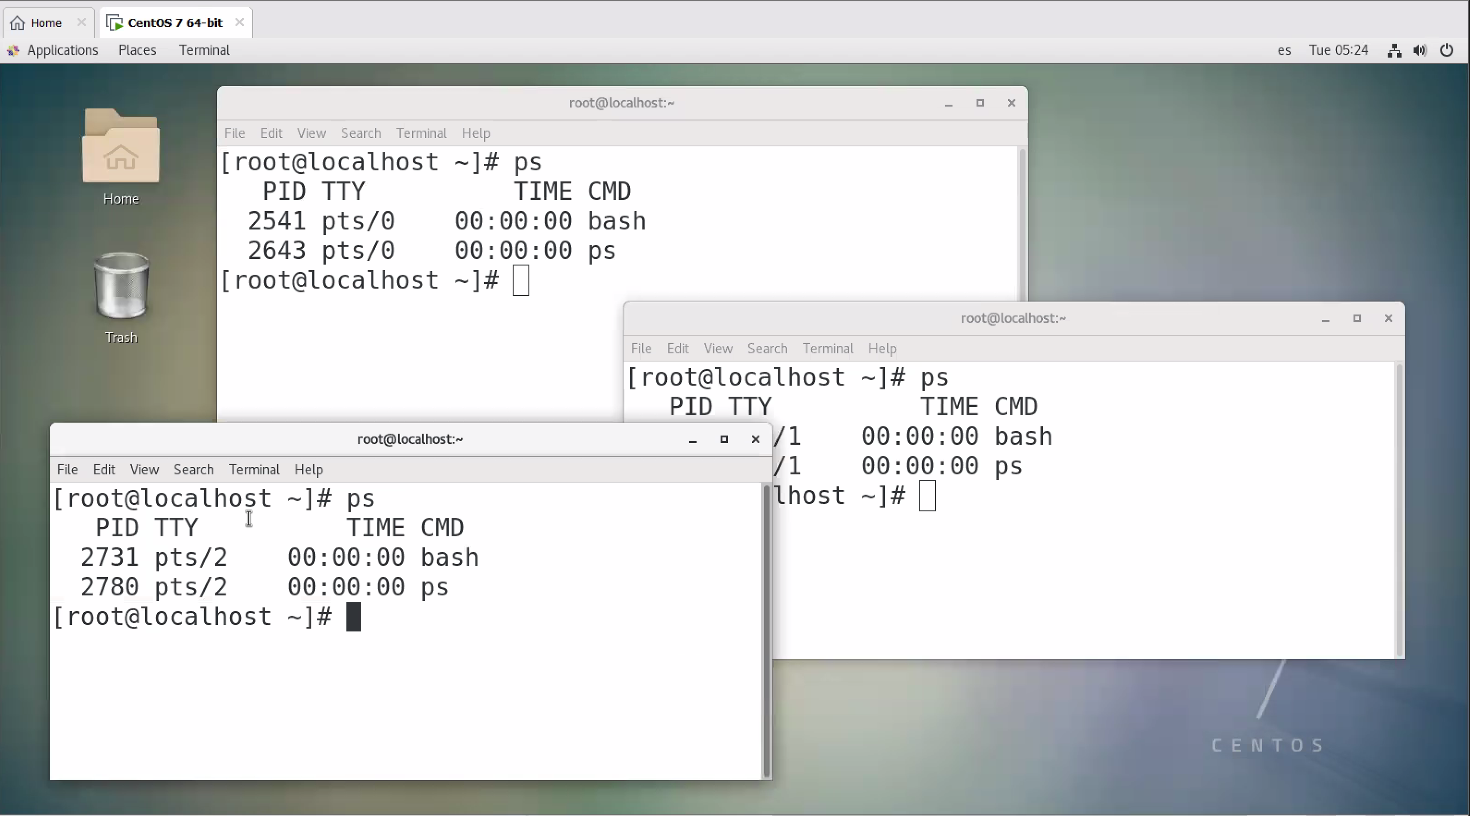 Home
CentOS 7 64-bit
Applications Places Terminal es Tue 05:24
Home
Trash
root@localhost:~
File Edit View Search Terminal Help
[root@localhost ~]# ps
PID TTY TIME CMD
2541 pts/0 00:00:00 bash
2643 pts/0 00:00:00 ps
[root@localhost ~]#
root@localhost:~
File Edit View Search Terminal Help
[root@localhost ~]# ps
PID TTY TIME CMD
/1 00:00:00 bash
/1 00:00:00 ps
lhost ~]#
root@localhost:~
File Edit View Search Terminal Help
[root@localhost ~]# ps
PID TTY TIME CMD
2731 pts/2 00:00:00 bash
2780 pts/2 00:00:00 ps
[root@localhost ~]#
7
CENTOS